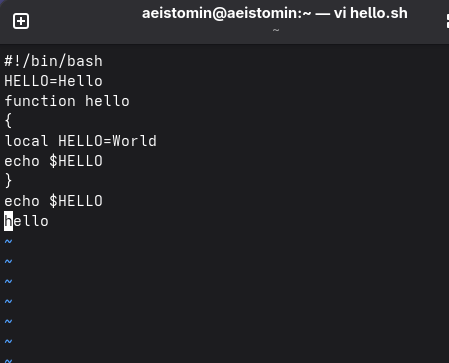 aeistomin@aeistomin:~ — vi hello.sh
~
#!/bin/bash
HELLO=Hello
function hello
{
local HELLO=World
echo $HELLO
}
echo $HELLO
hello
~
~
~
~
~
~
~